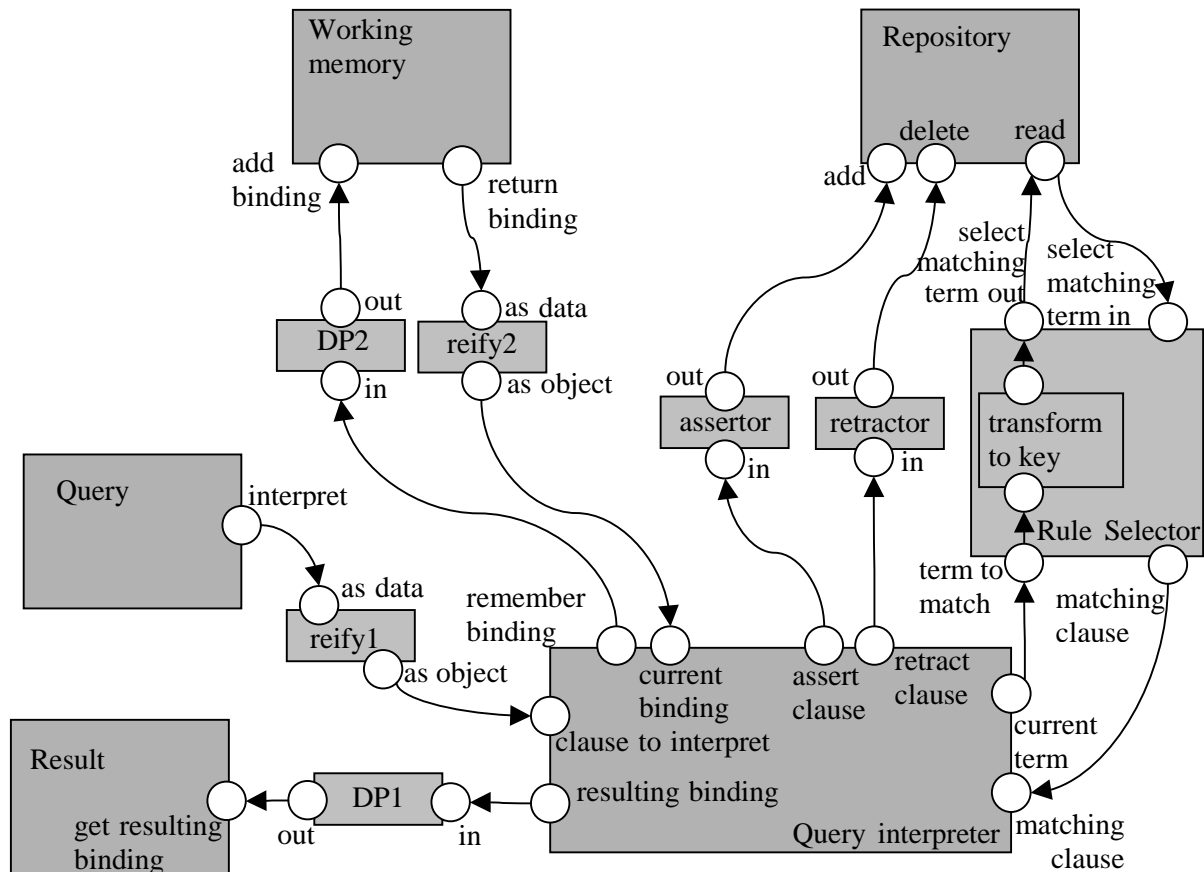 Working
memory
Repository
delete
read
add
binding
return
binding
add
select
matching
term out
select
matching
term in
out
as data
DP2
reify2
in
as object
out
out
assertor
retractor
in
in
transform
to key
Rule Selector
Query
interpret
as data
reify1
as object
remember
binding
term to
match
matching
clause
current
binding
assert
clause
retract
clause
clause to interpret
current
term
Result
get resulting
binding
DP1
out
in
resulting binding
Query interpreter
matching
clause